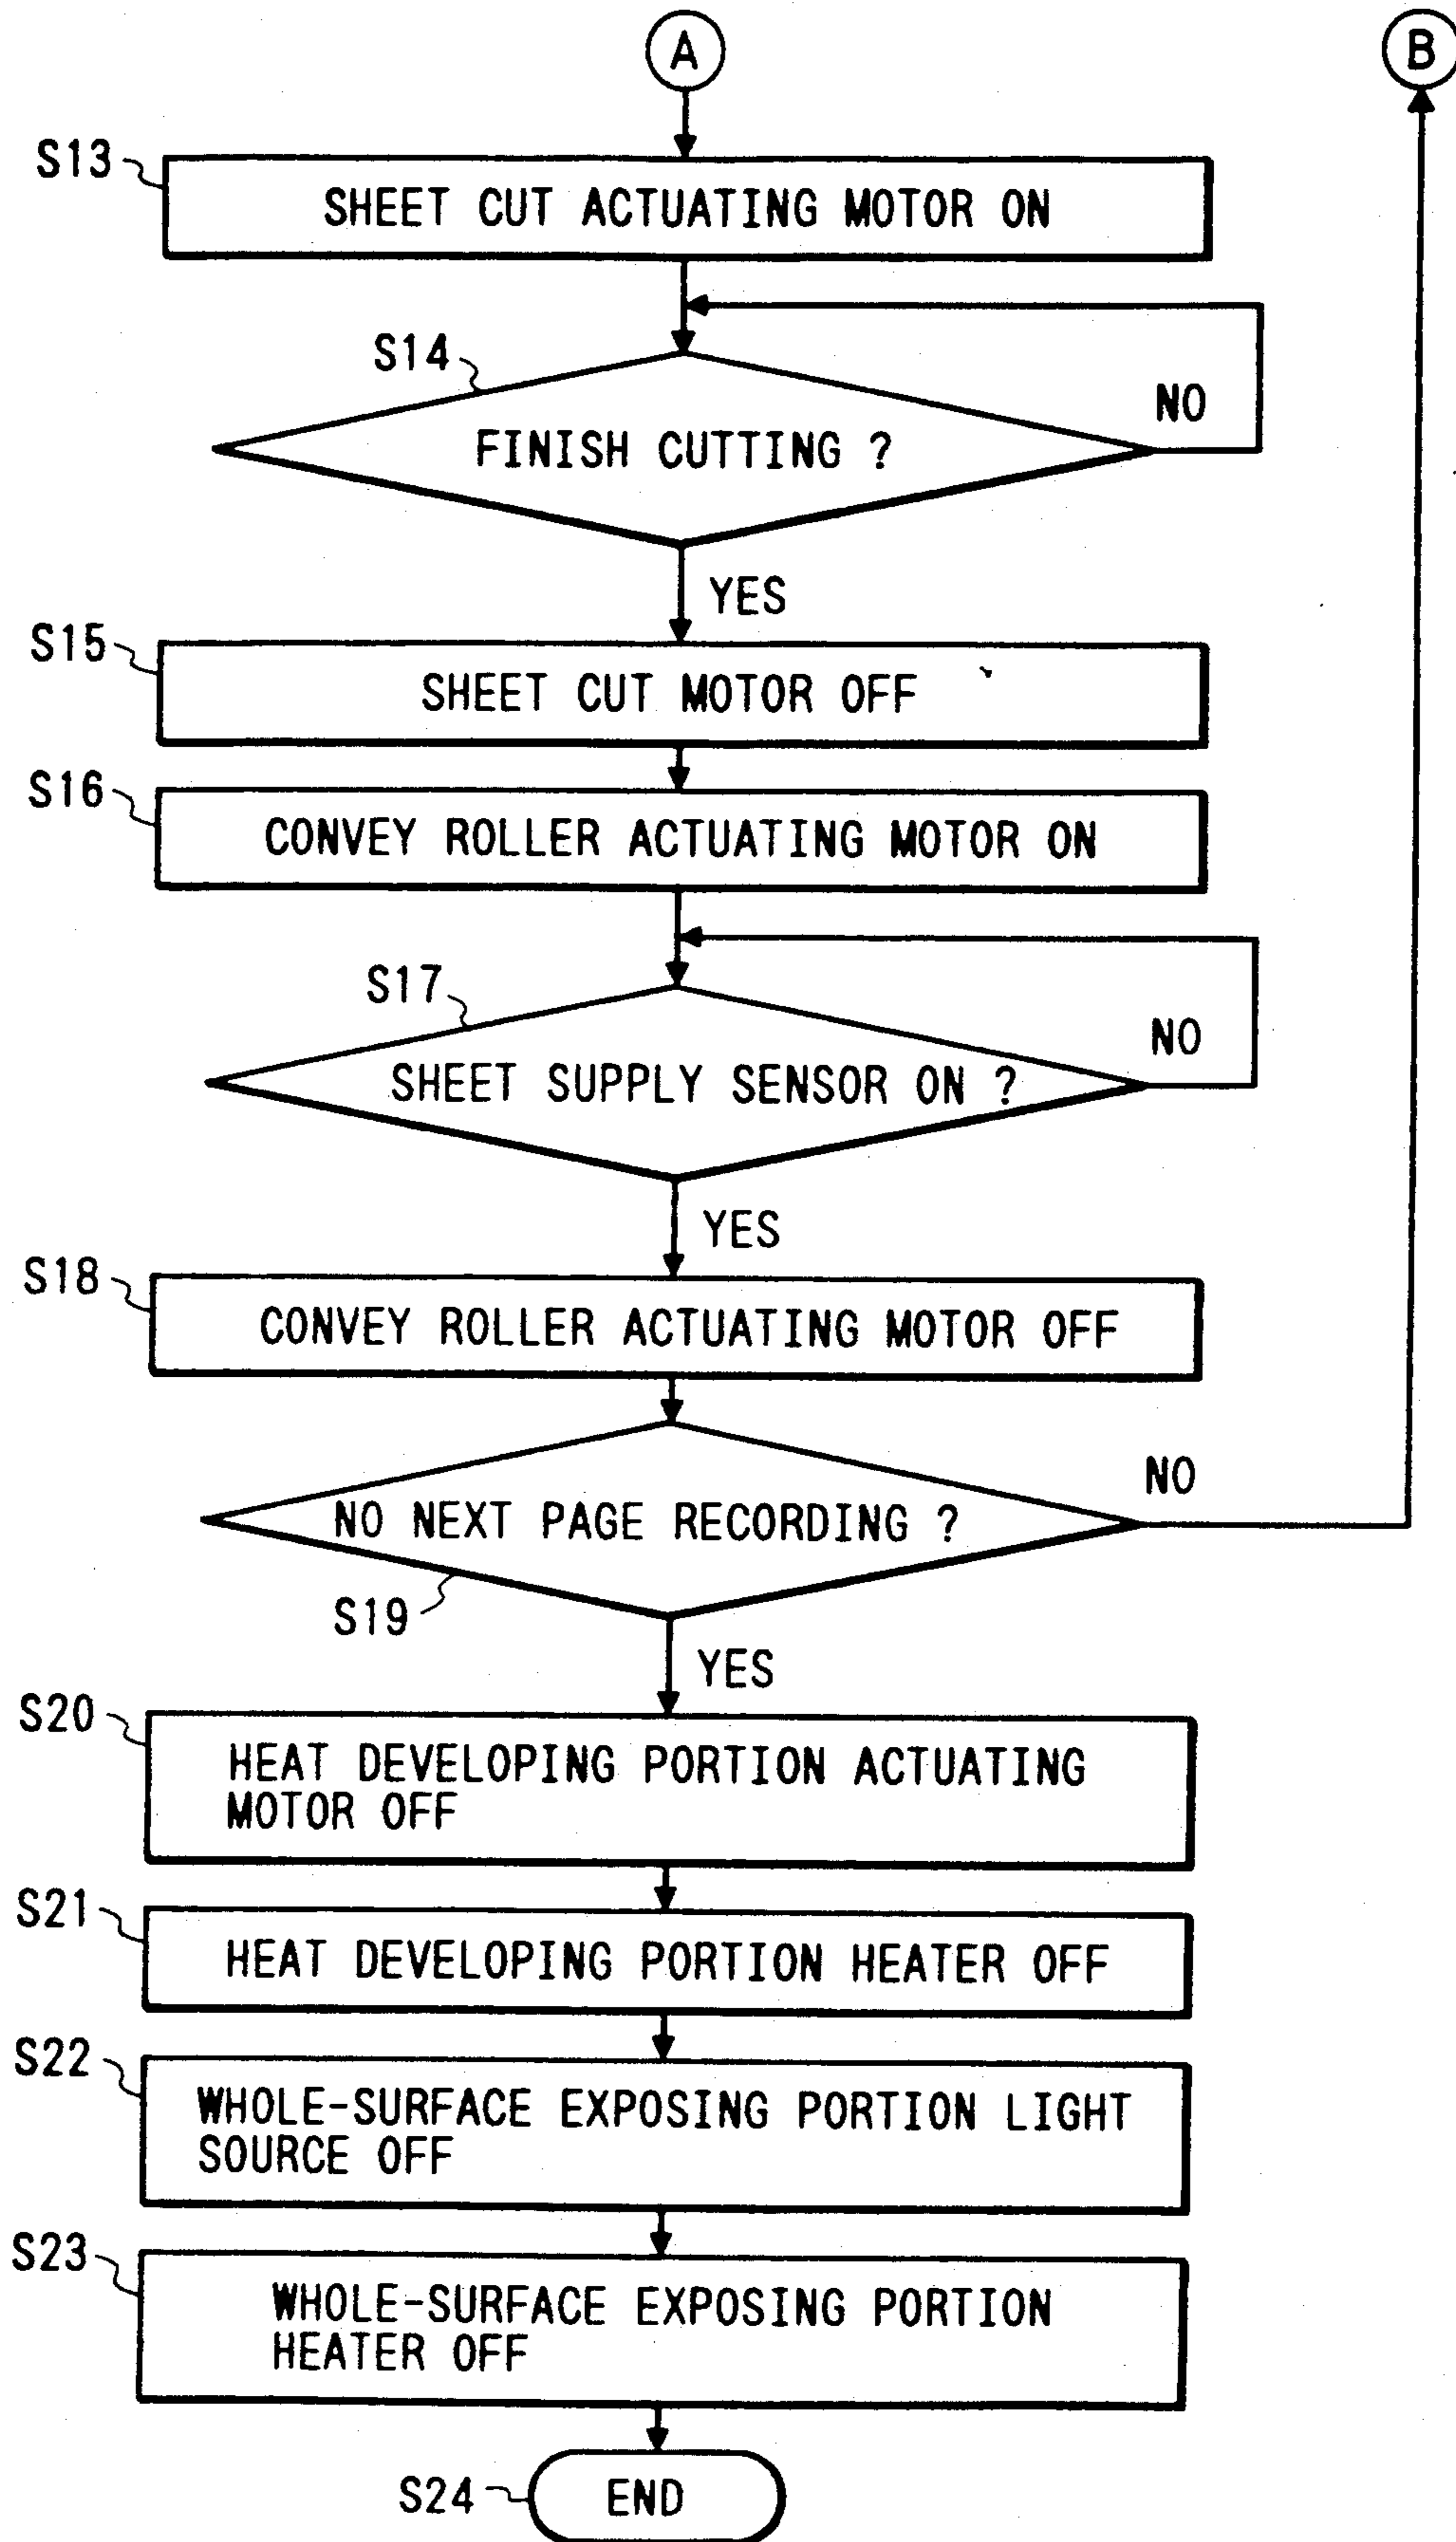 A
B
S13
SHEET CUT ACTUATING MOTOR ON
S14
NO
FINISH CUTTING ?
YES
S15
SHEET CUT MOTOR OFF
S16
CONVEY ROLLER ACTUATING MOTOR ON
S17
NO
SHEET SUPPLY SENSOR ON ?
YES
S18
CONVEY ROLLER ACTUATING MOTOR OFF
NO
NO NEXT PAGE RECORDING ?
S19
YES
S20
HEAT DEVELOPING PORTION ACTUATING
MOTOR OFF
S21
HEAT DEVELOPING PORTION HEATER OFF
S22
WHOLE-SURFACE EXPOSING PORTION LIGHT
SOURCE OFF
S23
WHOLE-SURFACE EXPOSING PORTION
HEATER OFF
S24
END